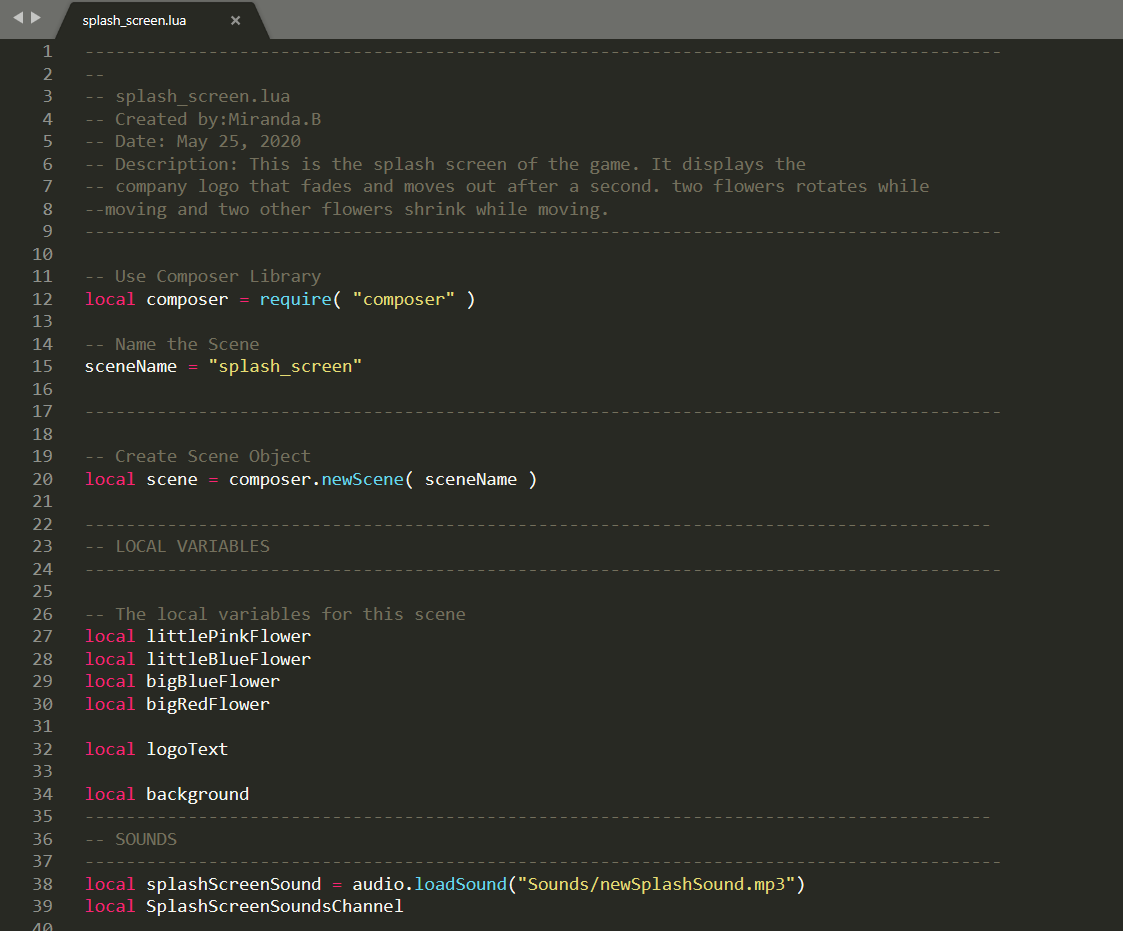 splash_screen.lua ×
1 -----------------------------------------------------------------------------------------
2 --
3 -- splash_screen.lua
4 -- Created by:Miranda.B
5 -- Date: May 25, 2020
6 -- Description: This is the splash screen of the game. It displays the
7 -- company logo that fades and moves out after a second. two flowers rotates while
8 --moving and two other flowers shrink while moving.
9 -----------------------------------------------------------------------------------------
10
11 -- Use Composer Library
12 local composer = require( "composer" )
13
14 -- Name the Scene
15 sceneName = "splash_screen"
16
17 -----------------------------------------------------------------------------------------
18
19 -- Create Scene Object
20 local scene = composer.newScene( sceneName )
21
22 ----------------------------------------------------------------------------------------
23 -- LOCAL VARIABLES
24 -----------------------------------------------------------------------------------------
25
26 -- The local variables for this scene
27 local littlePinkFlower
28 local littleBlueFlower
29 local bigBlueFlower
30 local bigRedFlower
31
32 local logoText
33
34 local background
35 ----------------------------------------------------------------------------------------
36 -- SOUNDS
37 -----------------------------------------------------------------------------------------
38 local splashScreenSound = audio.loadSound("Sounds/newSplashSound.mp3")
39 local SplashScreenSoundsChannel
40